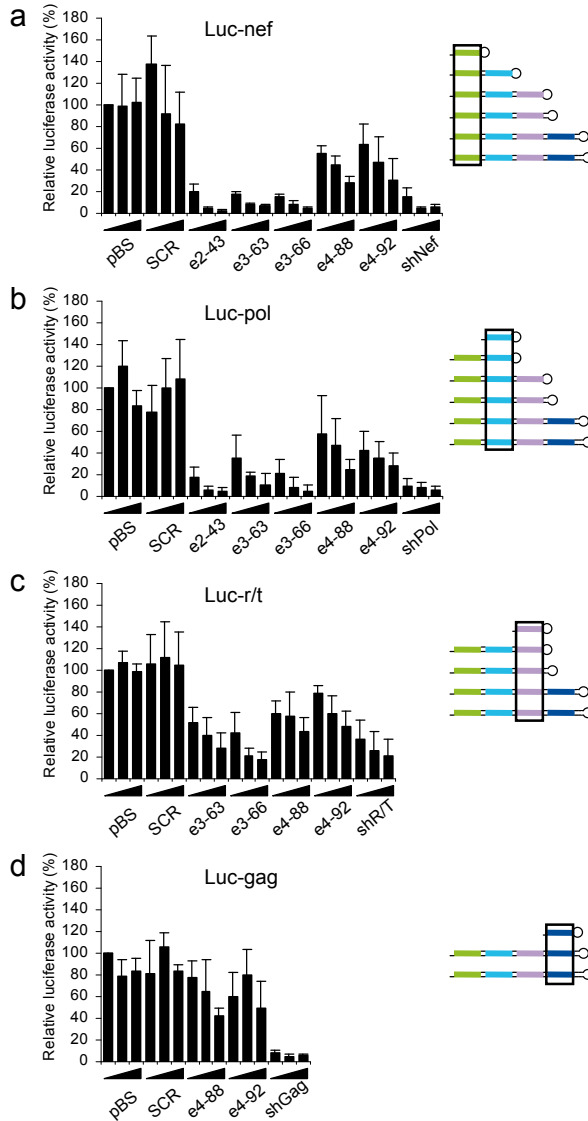 a
Luc-nef
Relative luciferase activity (%)
180
160
140
120
100
80
60
40
20
0
pBS
SCR
e2-43
e3-63
e3-66
e4-88
e4-92
shNef
b
Luc-pol
Relative luciferase activity (%)
180
160
140
120
100
80
60
40
20
0
pBS
SCR
e2-43
e3-63
e3-66
e4-88
e4-92
shPol
c
Luc-r/t
Relative luciferase activity (%)
180
160
140
120
100
80
60
40
20
0
pBS
SCR
e3-63
e3-66
e4-88
e4-92
shR/T
d
Luc-gag
Relative luciferase activity (%)
180
160
140
120
100
80
60
40
20
0
pBS
SCR
e4-88
e4-92
shGag